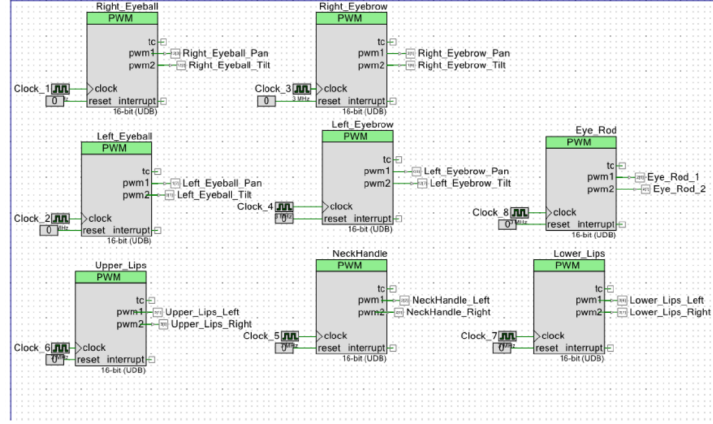 Right_Eyeball
PWM
tc
pwm1 Right_Eyeball_Pan
pwm2 Right_Eyeball_Tilt
Clock_1 clock
0 reset interrupt
16-bit (UDB)
Right_Eyebrow
PWM
tc
pwm1 Right_Eyebrow_Pan
pwm2 Right_Eyebrow_Tilt
Clock_3 clock
0 reset interrupt
16-bit (UDB)
Left_Eyeball
PWM
tc
pwm1 Left_Eyeball_Pan
pwm2 Left_Eyeball_Tilt
Clock_2 clock
0 reset interrupt
16-bit (UDB)
Left_Eyebrow
PWM
tc
pwm1 Left_Eyebrow_Pan
pwm2 Left_Eyebrow_Tilt
Clock_4 clock
0 reset interrupt
16-bit (UDB)
Eye_Rod
PWM
tc
pwm1 Eye_Rod_1
pwm2 Eye_Rod_2
Clock_8 clock
0 reset interrupt
16-bit (UDB)
Upper_Lips
PWM
tc
pwm1 Upper_Lips_Left
pwm2 Upper_Lips_Right
Clock_6 clock
0 reset interrupt
16-bit (UDB)
NeckHandle
PWM
tc
pwm1 NeckHandle_Left
pwm2 NeckHandle_Right
Clock_5 clock
0 reset interrupt
16-bit (UDB)
Lower_Lips
PWM
tc
pwm1 Lower_Lips_Left
pwm2 Lower_Lips_Right
Clock_7 clock
0 reset interrupt
16-bit (UDB)